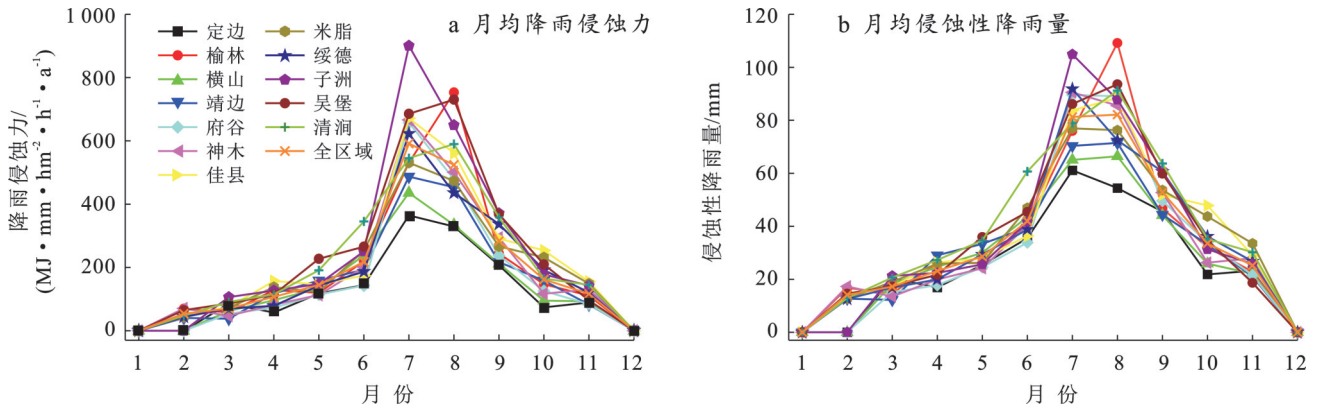 a 月均降雨侵蚀力
降雨侵蚀力/
(MJ·mm·hm⁻²·h⁻¹·a⁻¹)
1 000
800
600
400
200
0
定边
榆林
横山
靖边
府谷
神木
佳县
米脂
绥德
子洲
吴堡
清涧
全区域
1 2 3 4 5 6 7 8 9 10 11 12
月 份
b 月均侵蚀性降雨量
侵蚀性降雨量/mm
120
100
80
60
40
20
0
1 2 3 4 5 6 7 8 9 10 11 12
月 份